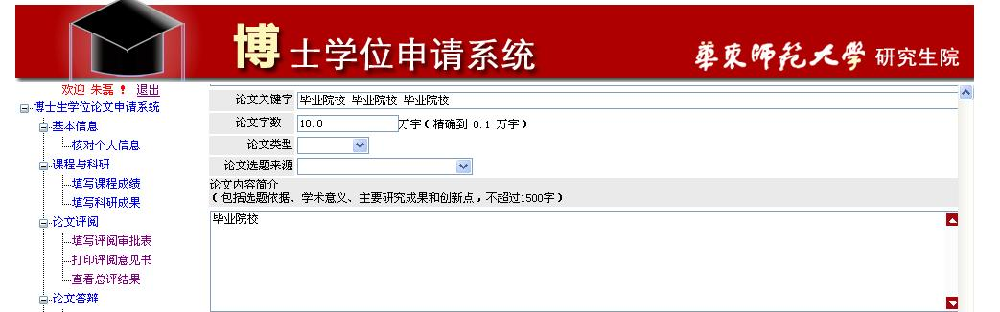 博士学位申请系统
華東師範大學 研究生院
欢迎 朱磊 ! 退出
博士生学位论文申请系统
基本信息
核对个人信息
课程与科研
填写课程成绩
填写科研成果
论文评阅
填写评阅审批表
打印评阅意见书
查看总评结果
论文答辩
论文关键字 毕业院校 毕业院校 毕业院校
论文字数 10.0 万字(精确到 0.1 万字)
论文类型
论文选题来源
论文内容简介
(包括选题依据、学术意义、主要研究成果和创新点,不超过1500字)
毕业院校